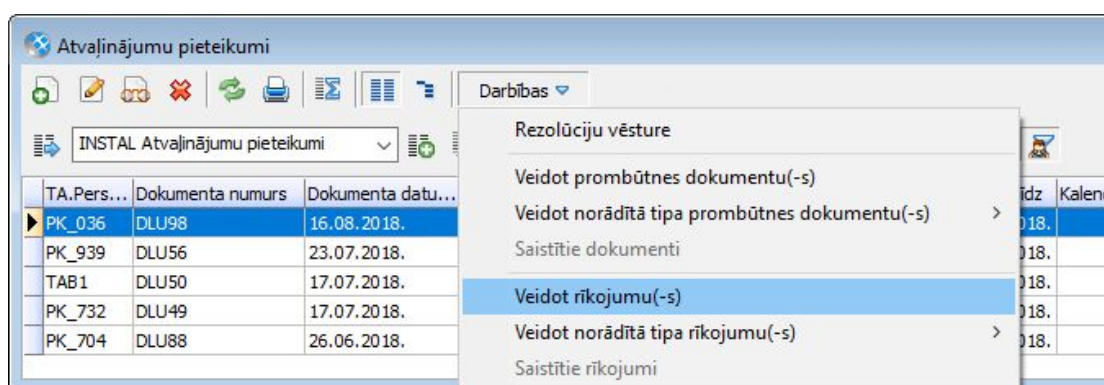 Atvaļinājumu pieteikumi
Darbības
INSTAL Atvaļinājumu pieteikumi
Rezolūciju vēsture
Veidot prombūtnes dokumentu(-s)
Veidot norādītā tipa prombūtnes dokumentu(-s)
Saistītie dokumenti
Veidot rīkojumu(-s)
Veidot norādītā tipa rīkojumu(-s)
Saistītie rīkojumi
TA.Pers... Dokumenta numurs Dokumenta datu...
PK_036 DLU98 16.08.2018.
PK_939 DLU56 23.07.2018.
TAB1 DLU50 17.07.2018.
PK_732 DLU49 17.07.2018.
PK_704 DLU88 26.06.2018.